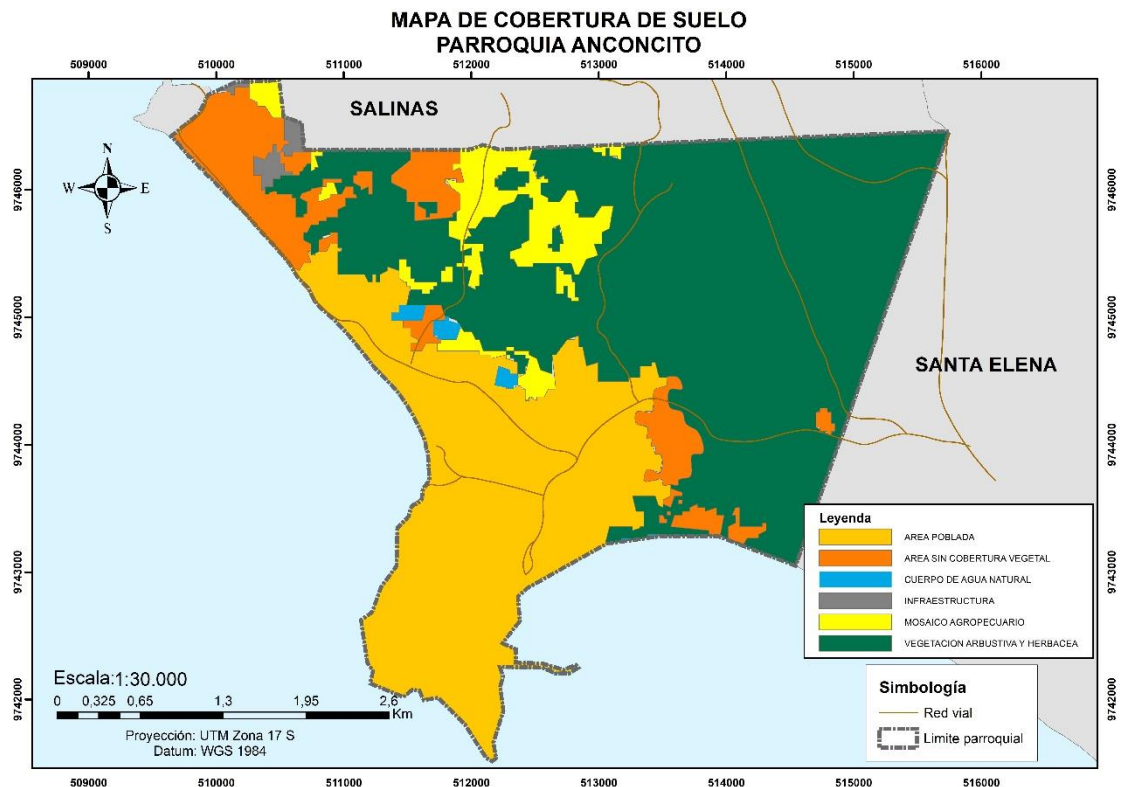 MAPA DE COBERTURA DE SUELO
PARROQUIA ANCONCITO
509000 510000 511000 512000 513000 514000 515000 516000
SALINAS
N
W E
S
9746000 9746000
9745000 9745000
SANTA ELENA
9744000 9744000
Leyenda
AREA POBLADA
AREA SIN COBERTURA VEGETAL
CUERPO DE AGUA NATURAL
INFRAESTRUCTURA
MOSAICO AGROPECUARIO
VEGETACION ARBUSTIVA Y HERBACEA
9743000 9743000
Escala:1:30.000
0 0,325 0,65 1,3 1,95 2,6
Km
Proyección: UTM Zona 17 S
Datum: WGS 1984
Simbología
Red vial
Limite parroquial
9742000 9742000
509000 510000 511000 512000 513000 514000 515000 516000